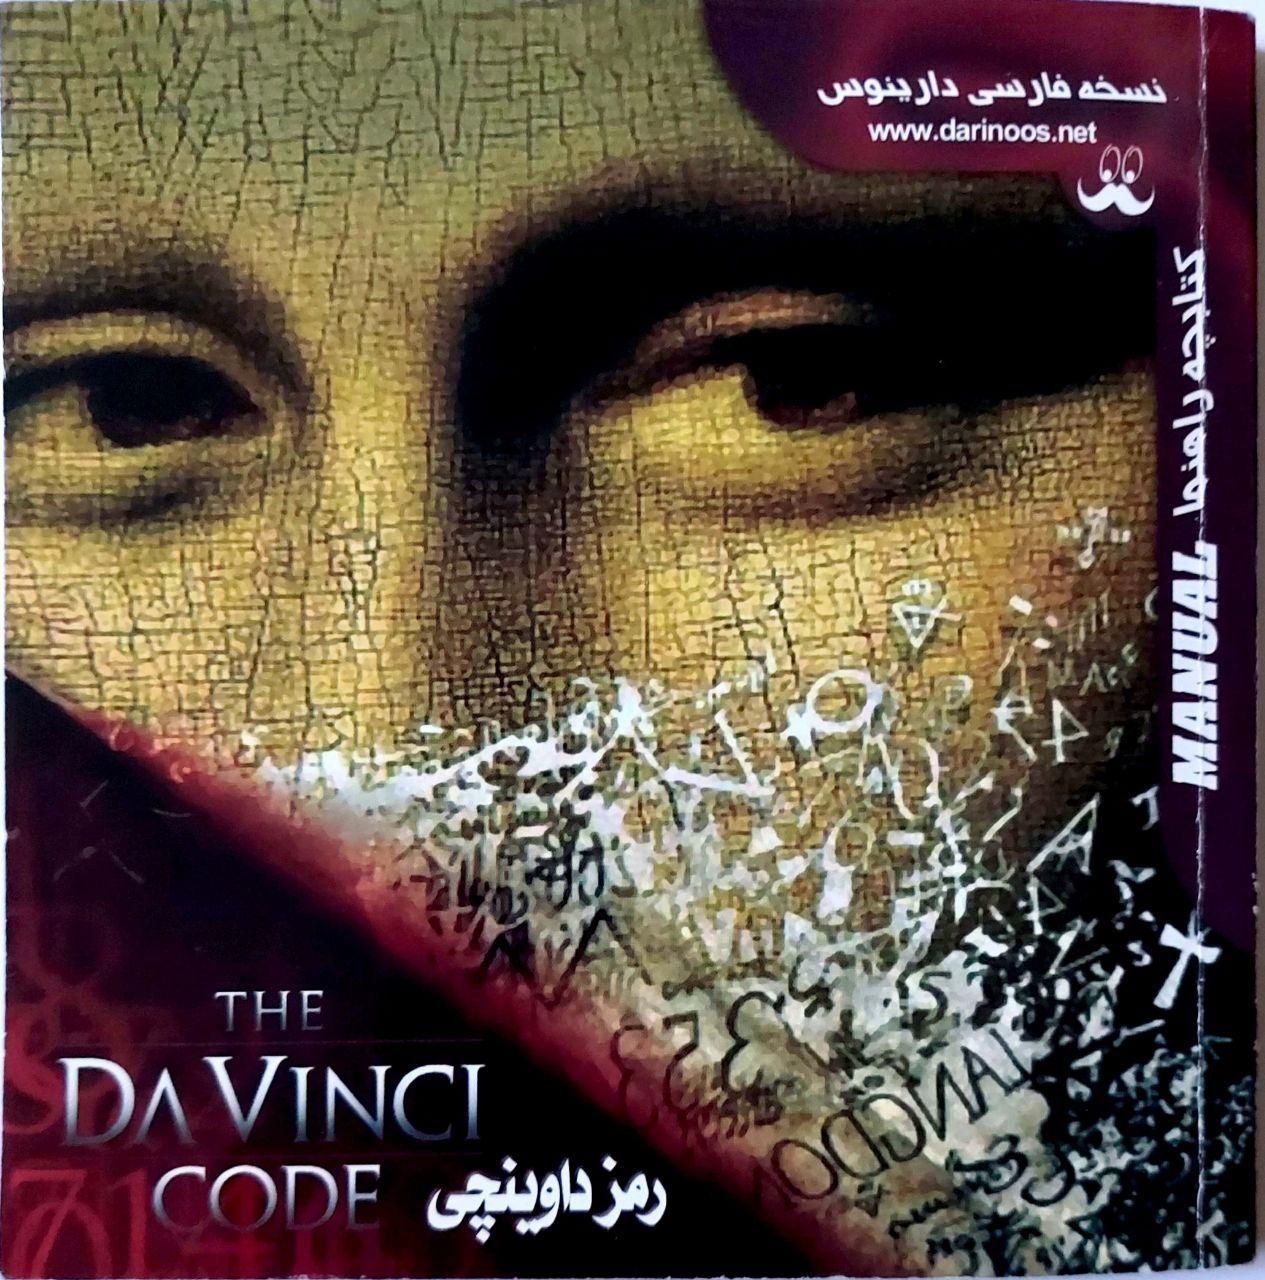 نسخه فارسی دارینوس
www.darinoos.net
کتابچه راهنما MANUAL
THE
DA VINCI
CODE
رمز داوینچی